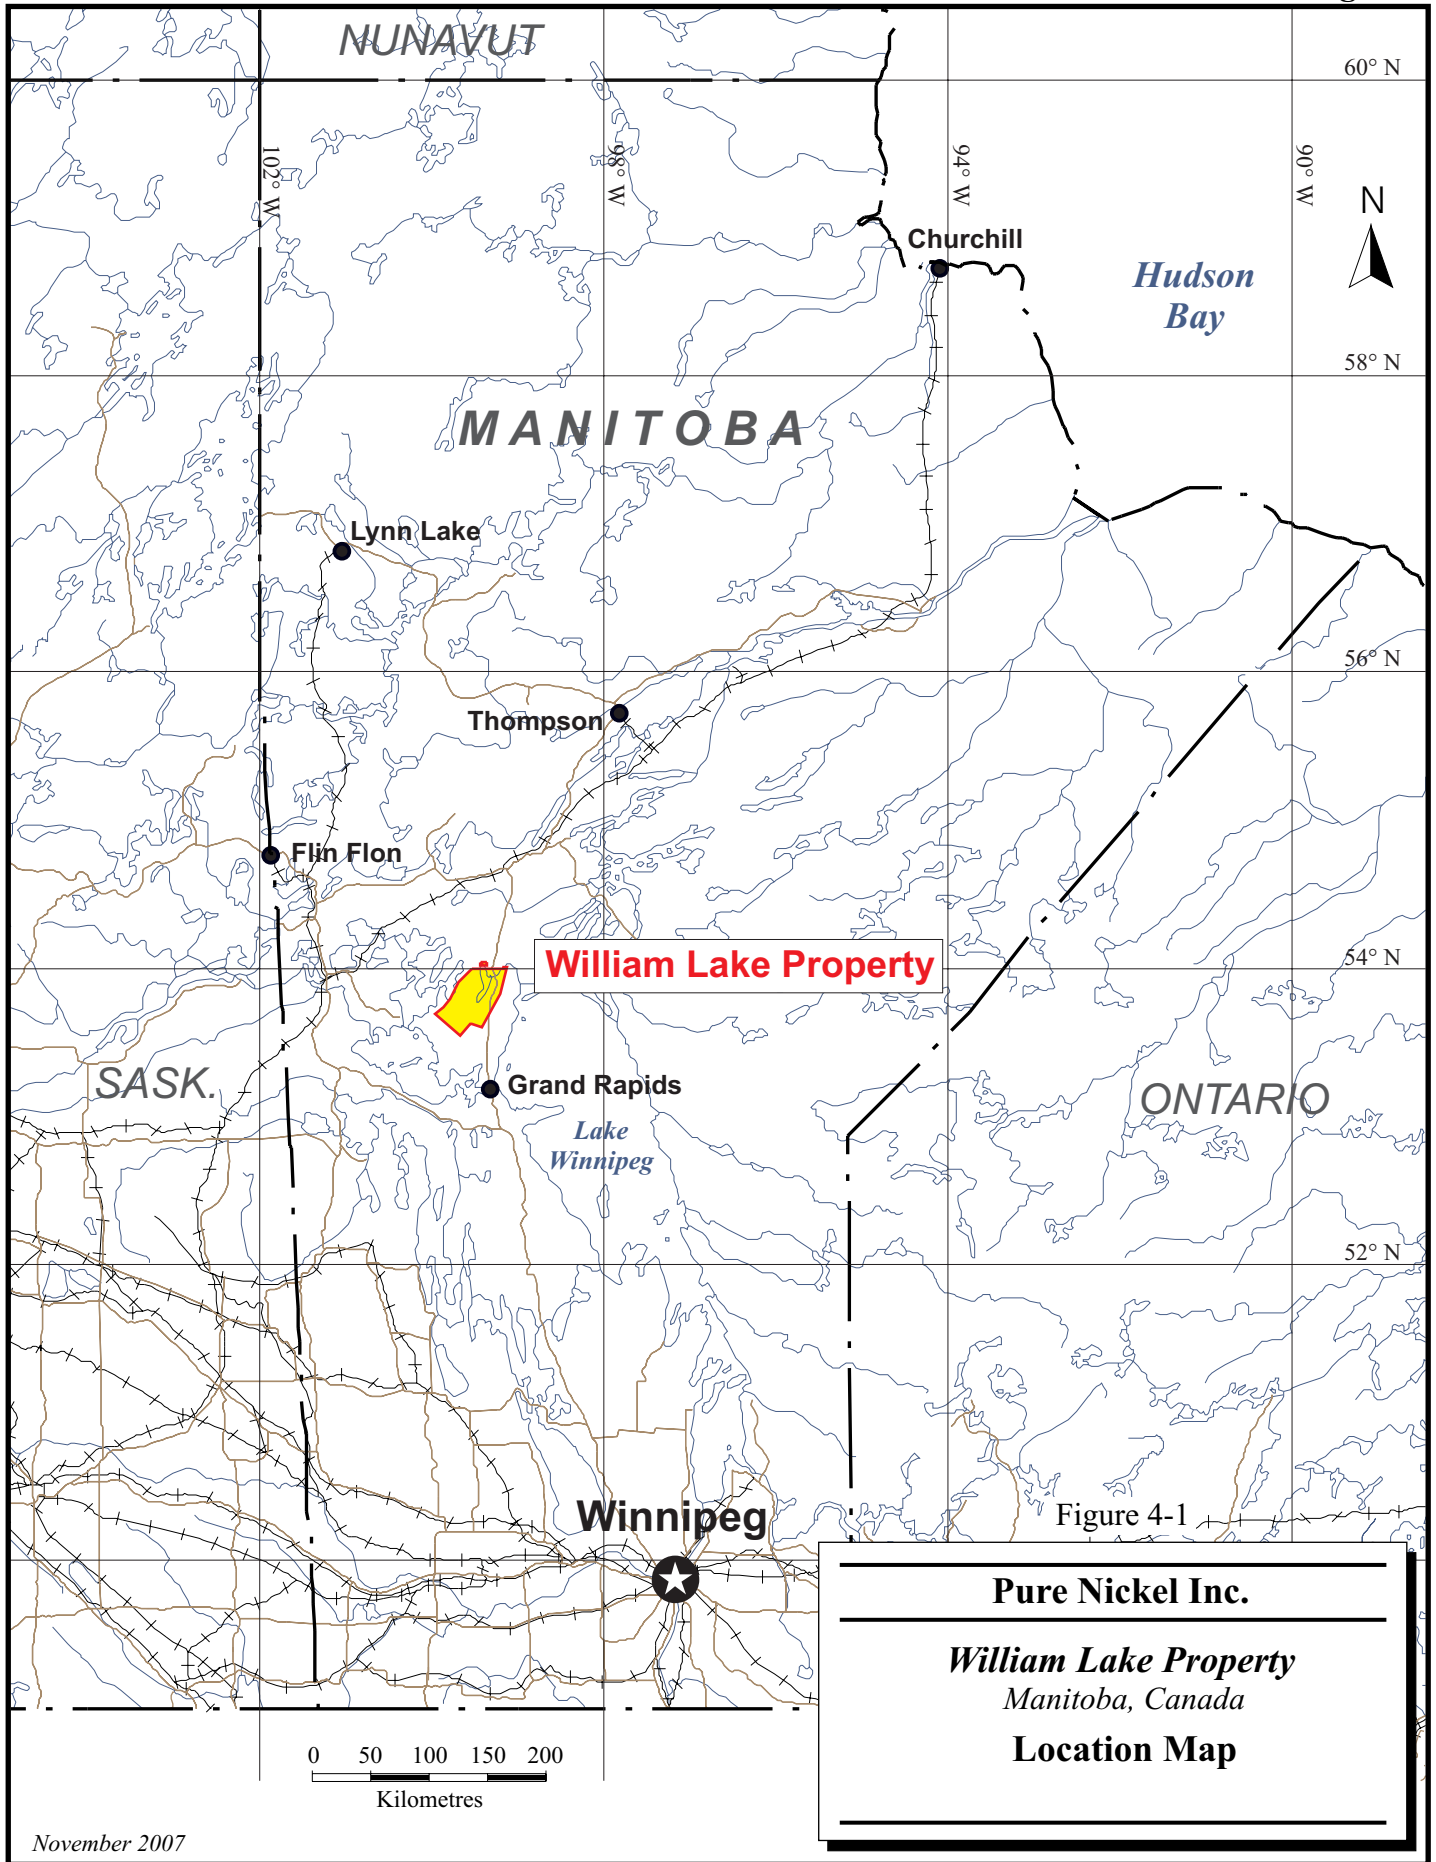 NUNAVUT
60° N
102° W
98° W
94° W
90° W
N
Churchill
Hudson
Bay
58° N
MANITOBA
Lynn Lake
56° N
Thompson
Flin Flon
William Lake Property
54° N
SASK.
Grand Rapids
ONTARIO
Lake
Winnipeg
52° N
Winnipeg
Figure 4-1
Pure Nickel Inc.
William Lake Property
Manitoba, Canada
Location Map
0 50 100 150 200
Kilometres
November 2007